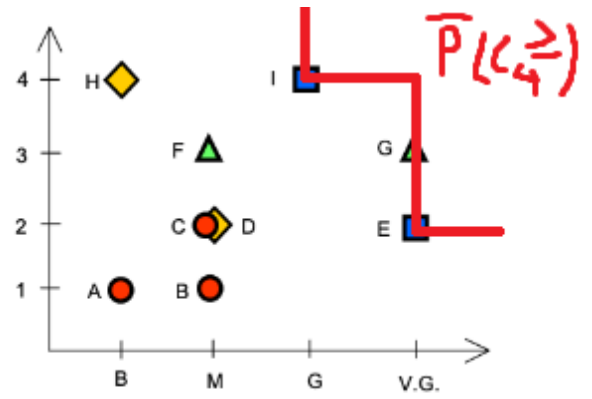 P̅(C₄^≥)
4 H I
3 F G
2 C D E
1 A B
B M G V.G.